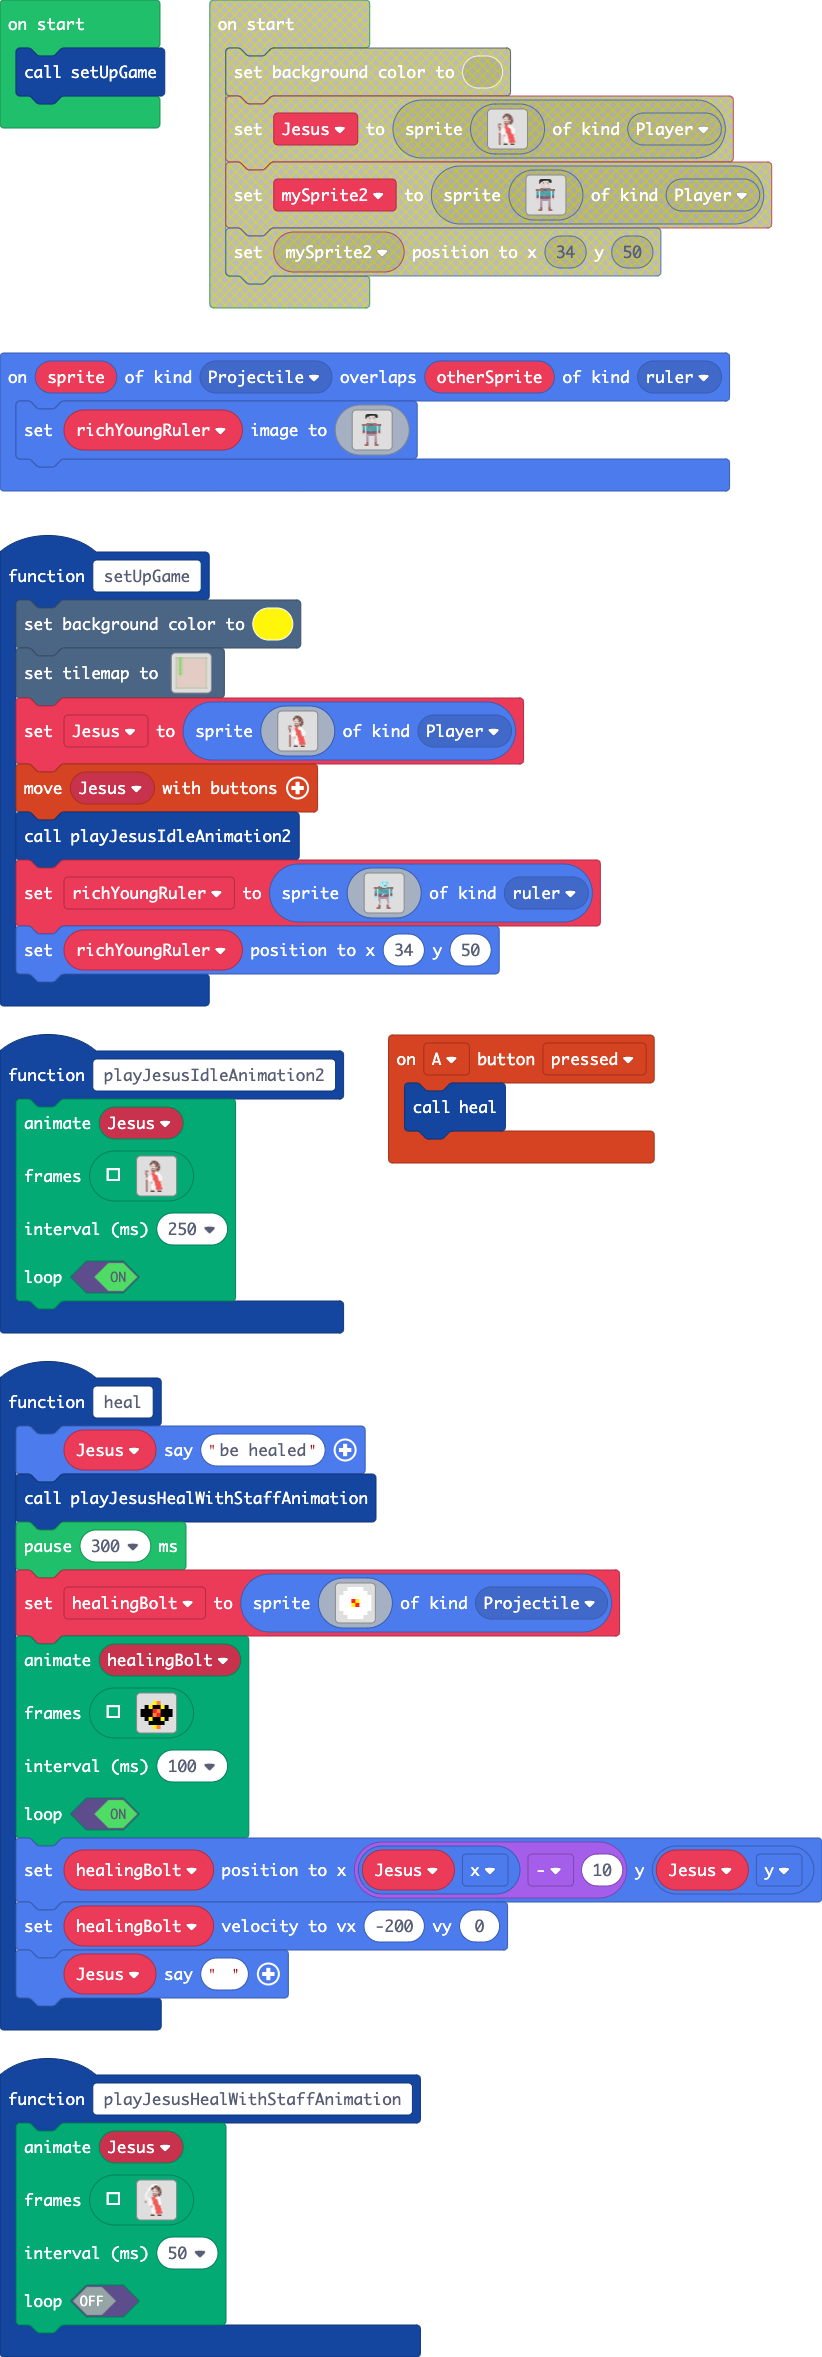 on start
call setUpGame
on start
set background color to
set Jesus to sprite of kind Player
set mySprite2 to sprite of kind Player
set mySprite2 position to x 34 y 50
on sprite of kind Projectile overlaps otherSprite of kind ruler
set richYoungRuler image to
function setUpGame
set background color to
set tilemap to
set Jesus to sprite of kind Player
move Jesus with buttons
call playJesusIdleAnimation2
set richYoungRuler to sprite of kind ruler
set richYoungRuler position to x 34 y 50
function playJesusIdleAnimation2
animate Jesus
frames
interval (ms) 250
loop ON
on A button pressed
call heal
function heal
Jesus say "be healed"
call playJesusHealWithStaffAnimation
pause 300 ms
set healingBolt to sprite of kind Projectile
animate healingBolt
frames
interval (ms) 100
loop ON
set healingBolt position to x Jesus x - 10 y Jesus y
set healingBolt velocity to vx -200 vy 0
Jesus say " "
function playJesusHealWithStaffAnimation
animate Jesus
frames
interval (ms) 50
loop OFF